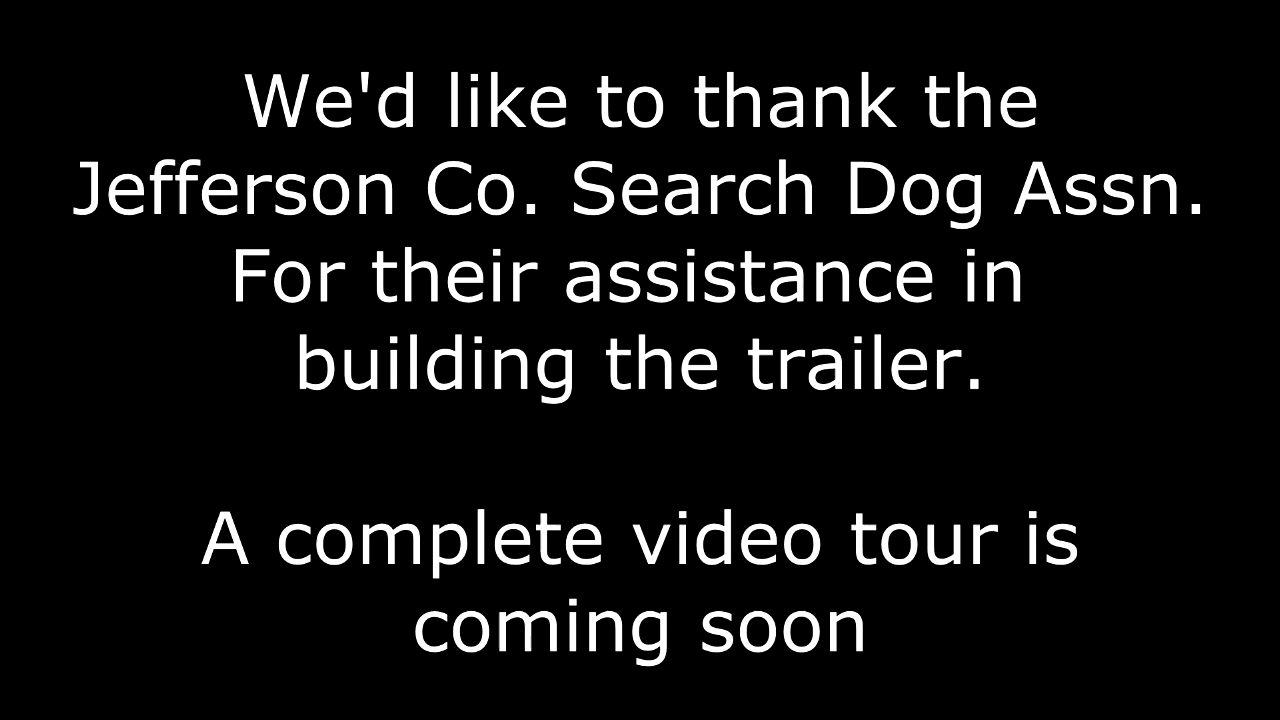 We'd like to thank the
Jefferson Co. Search Dog Assn.
For their assistance in
building the trailer.
A complete video tour is
coming soon